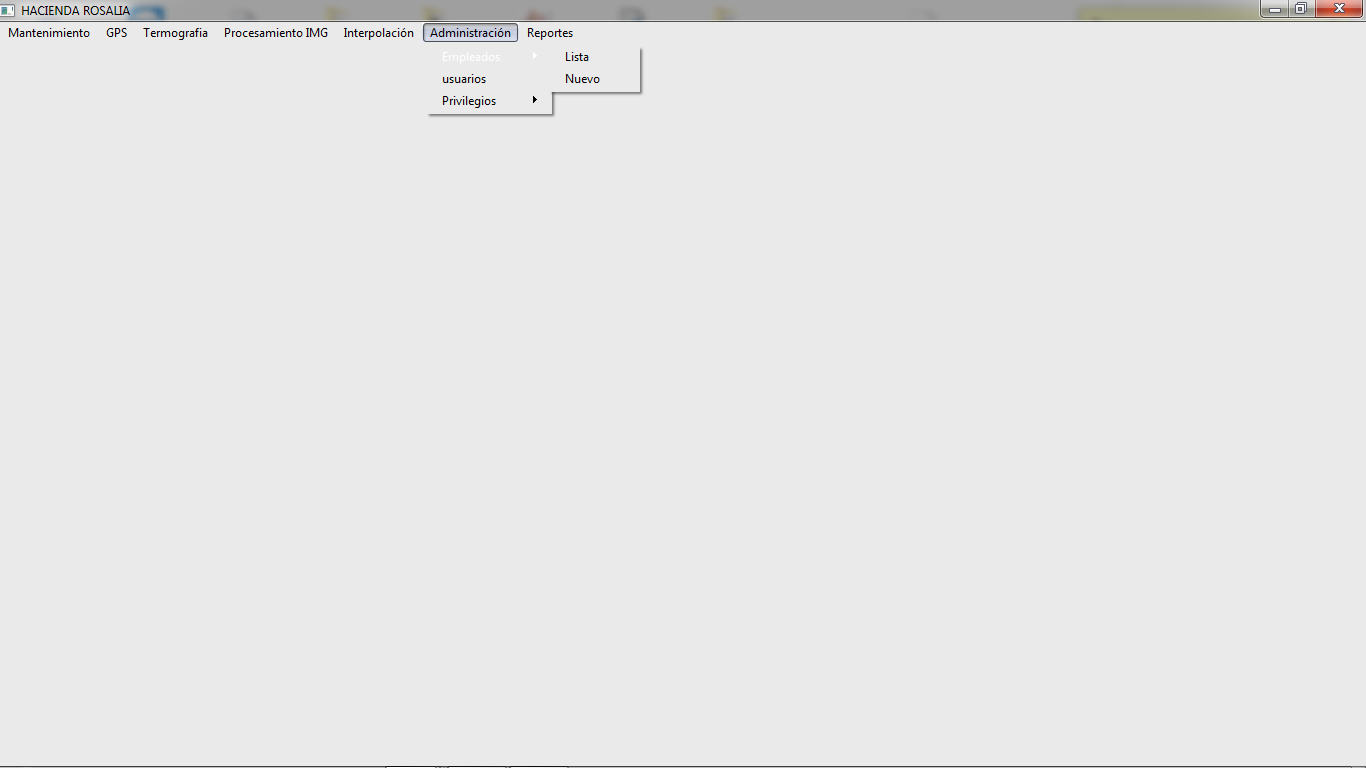 HACIENDA ROSALIA
Mantenimiento GPS Termografia Procesamiento IMG Interpolación Administración Reportes
Empleados Lista
usuarios Nuevo
Privilegios